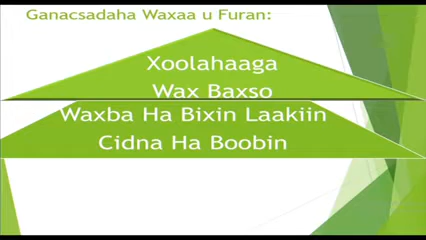 Ganacsadaha Waxaa u Furan:
Xoolahaaga
Wax Baxso
Waxba Ha Bixin Laakiin
Cidna Ha Boobin